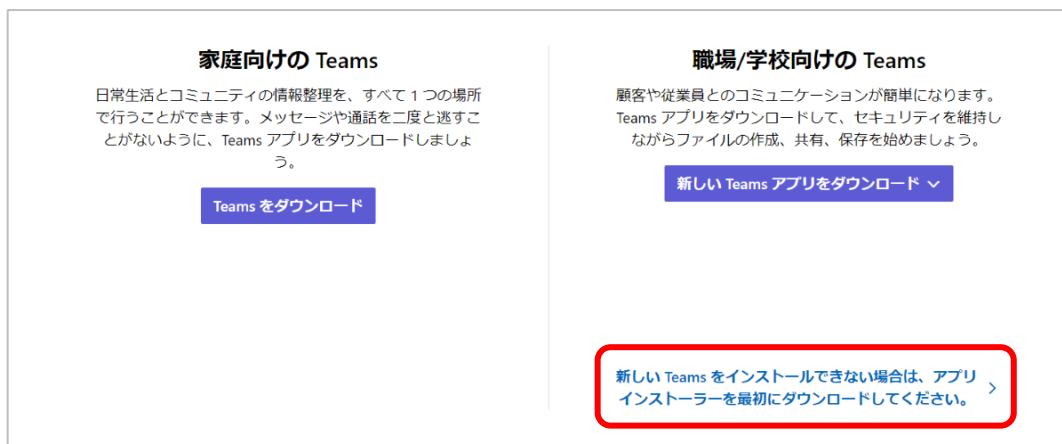 家庭向けの Teams
日常生活とコミュニティの情報整理を、すべて 1 つの場所
で行うことができます。メッセージや通話を二度と逃すこ
とがないように、Teams アプリをダウンロードしましょ
う。
Teams をダウンロード
職場/学校向けの Teams
顧客や従業員とのコミュニケーションが簡単になります。
Teams アプリをダウンロードして、セキュリティを維持し
ながらファイルの作成、共有、保存を始めましょう。
新しい Teams アプリをダウンロード
新しい Teams をインストールできない場合は、アプリ
インストーラーを最初にダウンロードしてください。